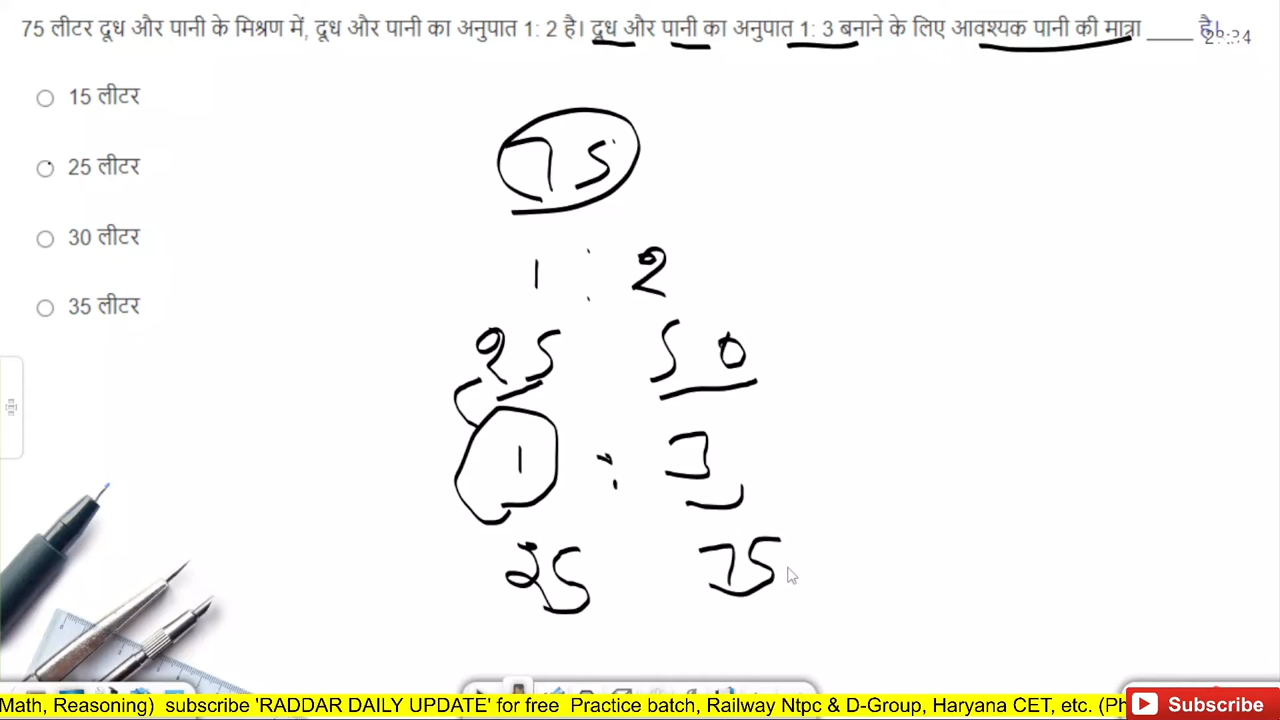 75 लीटर दूध और पानी के मिश्रण में, दूध और पानी का अनुपात 1: 2 है। दूध और पानी का अनुपात 1: 3 बनाने के लिए आवश्यक पानी की मात्रा ____ है।
15 लीटर
25 लीटर
30 लीटर
35 लीटर
75
1 : 2
25 50
1 : 3
25 75
Math, Reasoning) subscribe 'RADDAR DAILY UPDATE' for free Practice batch, Railway Ntpc & D-Group, Haryana CET, etc. (Ph
Subscribe